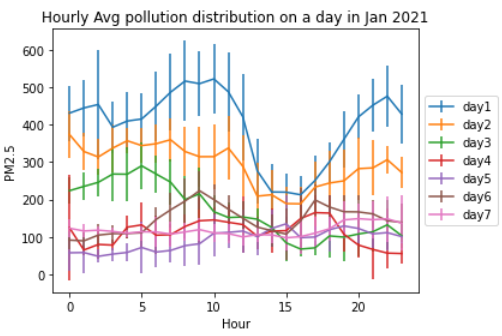 Hourly Avg pollution distribution on a day in Jan 2021
600
500
400
300
200
100
0
PM2.5
0
5
10
15
20
Hour
day1
day2
day3
day4
day5
day6
day7